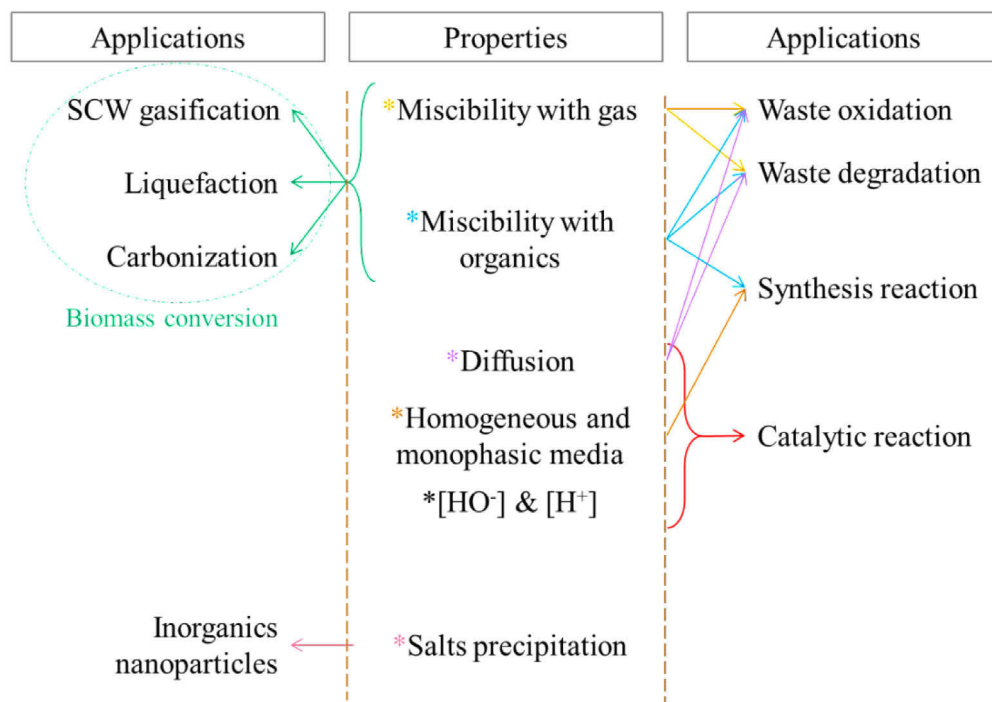 Applications
Properties
Applications
SCW gasification
Liquefaction
Carbonization
Biomass conversion
Inorganics
nanoparticles
*Miscibility with gas
*Miscibility with
organics
*Diffusion
*Homogeneous and
monophasic media
*[HO⁻] & [H⁺]
*Salts precipitation
Waste oxidation
Waste degradation
Synthesis reaction
Catalytic reaction